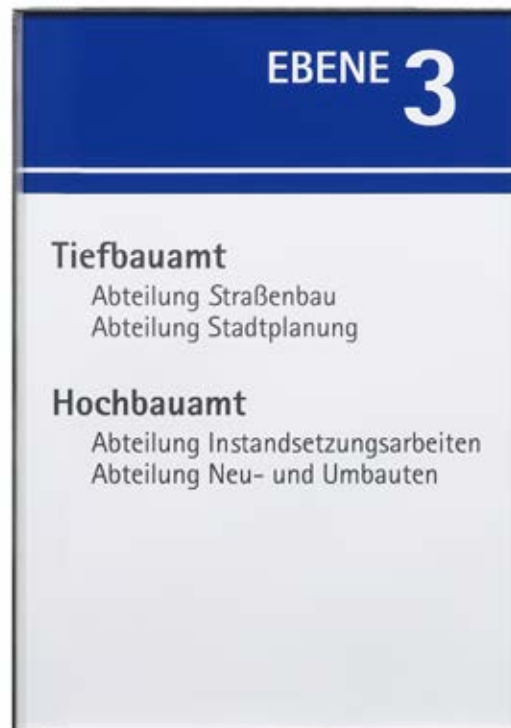 EBENE 3
Tiefbauamt
Abteilung Straßenbau
Abteilung Stadtplanung
Hochbauamt
Abteilung Instandsetzungsarbeiten
Abteilung Neu- und Umbauten